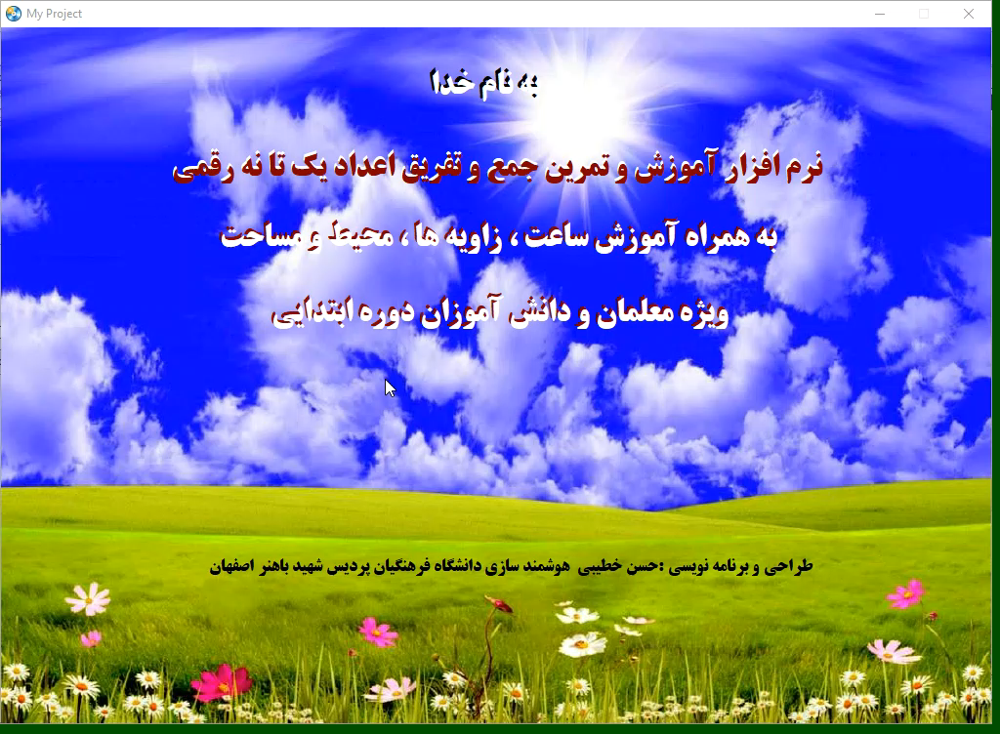 My Project
به نام خدا
نرم افزار آموزش و تمرین جمع و تفریق اعداد یک تا نه رقمی
به همراه آموزش ساعت ، زاویه ها ، محیط و مساحت
ویژه معلمان و دانش آموزان دوره ابتدایی
طراحی و برنامه نویسی :حسن خطیبی هوشمند سازی دانشگاه فرهنگیان پردیس شهید باهنر اصفهان